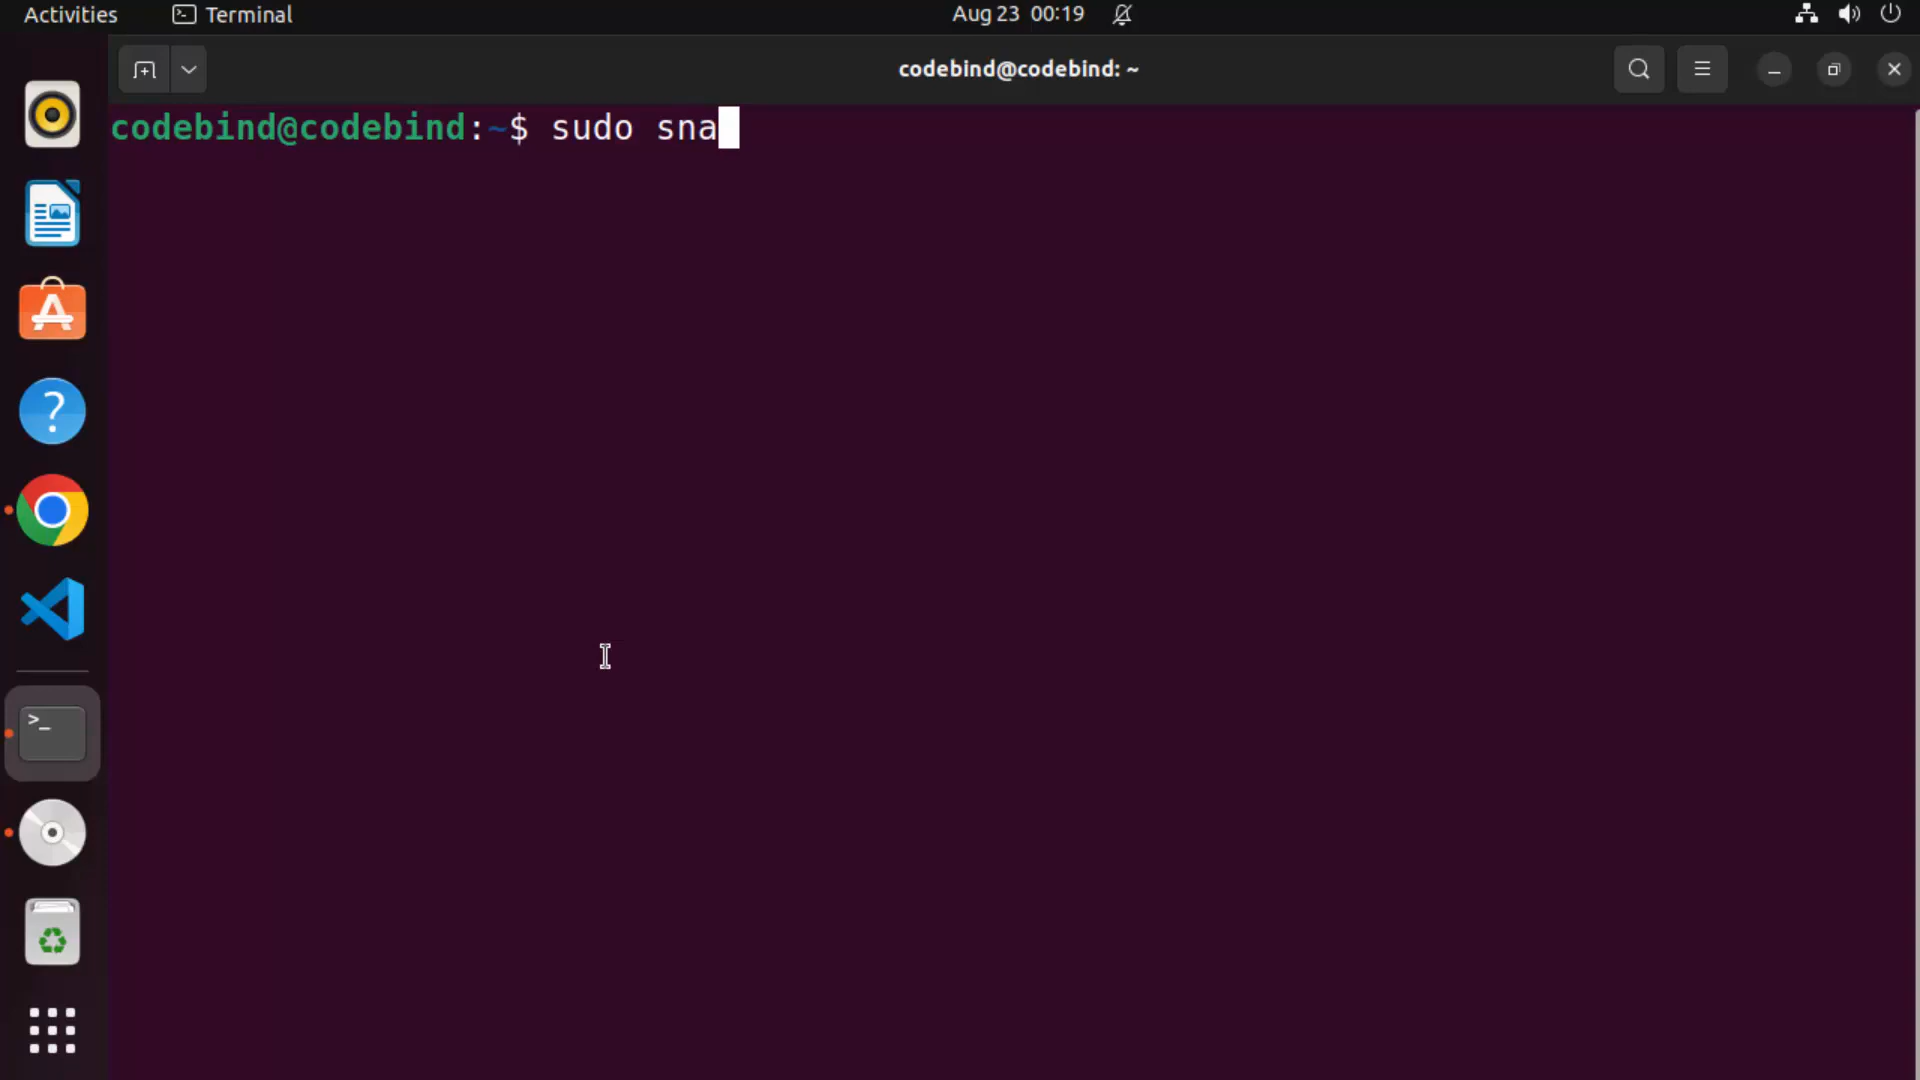 Activities Terminal Aug 23 00:19
codebind@codebind: ~
codebind@codebind:~$ sudo sna